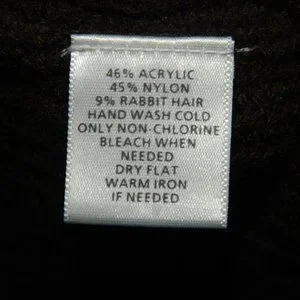 46% ACRYLIC
45% NYLON
9% RABBIT HAIR
HAND WASH COLD
ONLY NON-CHLORINE
BLEACH WHEN
NEEDED
DRY FLAT
WARM IRON
IF NEEDED